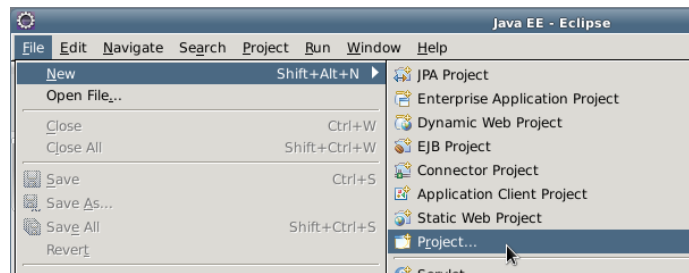 Java EE - Eclipse
File Edit Navigate Search Project Run Window Help
New Shift+Alt+N
Open File...
Close Ctrl+W
Close All Shift+Ctrl+W
Save Ctrl+S
Save As...
Save All Shift+Ctrl+S
Revert
JPA Project
Enterprise Application Project
Dynamic Web Project
EJB Project
Connector Project
Application Client Project
Static Web Project
Project...
Servlet